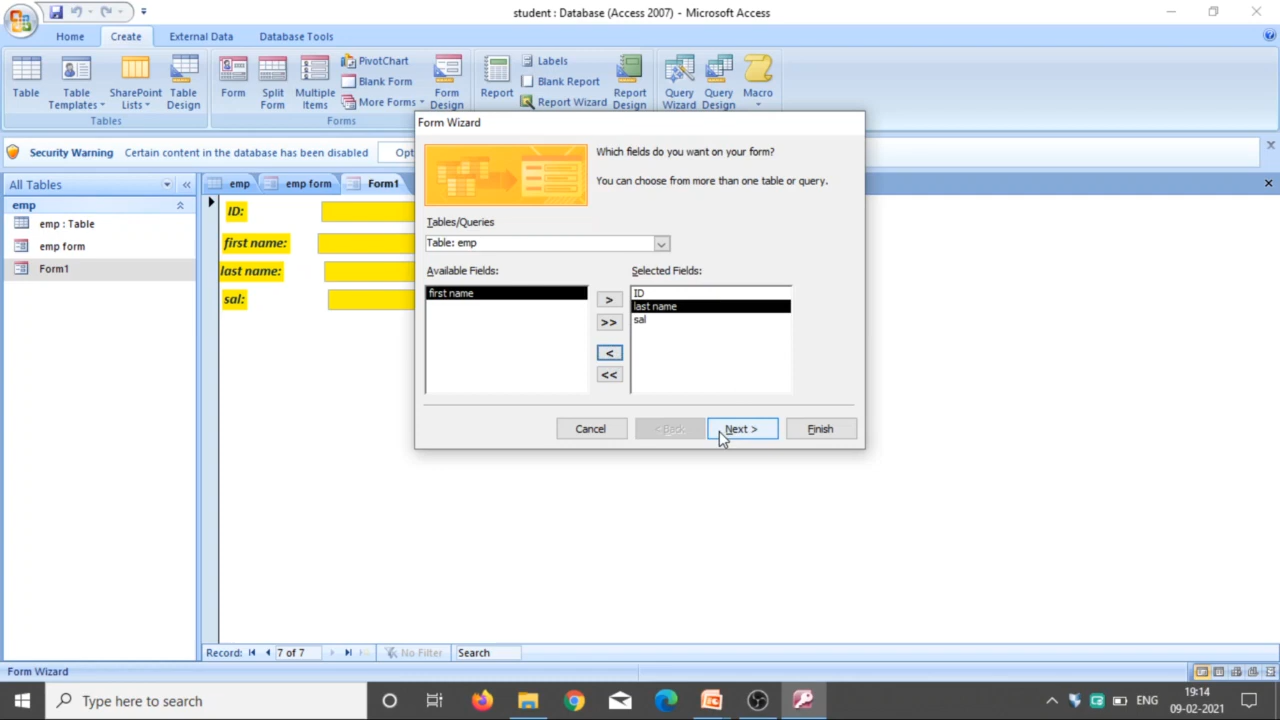 student : Database (Access 2007) - Microsoft Access
Home Create External Data Database Tools
Table
Table Templates
SharePoint Lists
Table Design
Tables
Form
Split Form
Multiple Items
PivotChart
Blank Form
More Forms
Form Design
Forms
Report
Labels
Blank Report
Report Wizard
Report Design
Query Wizard
Query Design
Macro
Security Warning Certain content in the database has been disabled Opt
All Tables
emp
emp : Table
emp form
Form1
emp emp form Form1
ID:
first name:
last name:
sal:
Form Wizard
Which fields do you want on your form?
You can choose from more than one table or query.
Tables/Queries
Table: emp
Available Fields:
first name
>
>>
<
<<
Selected Fields:
ID
last name
sal
Cancel < Back Next > Finish
Record: 7 of 7 No Filter Search
Form Wizard
Type here to search
ENG
19:14
09-02-2021